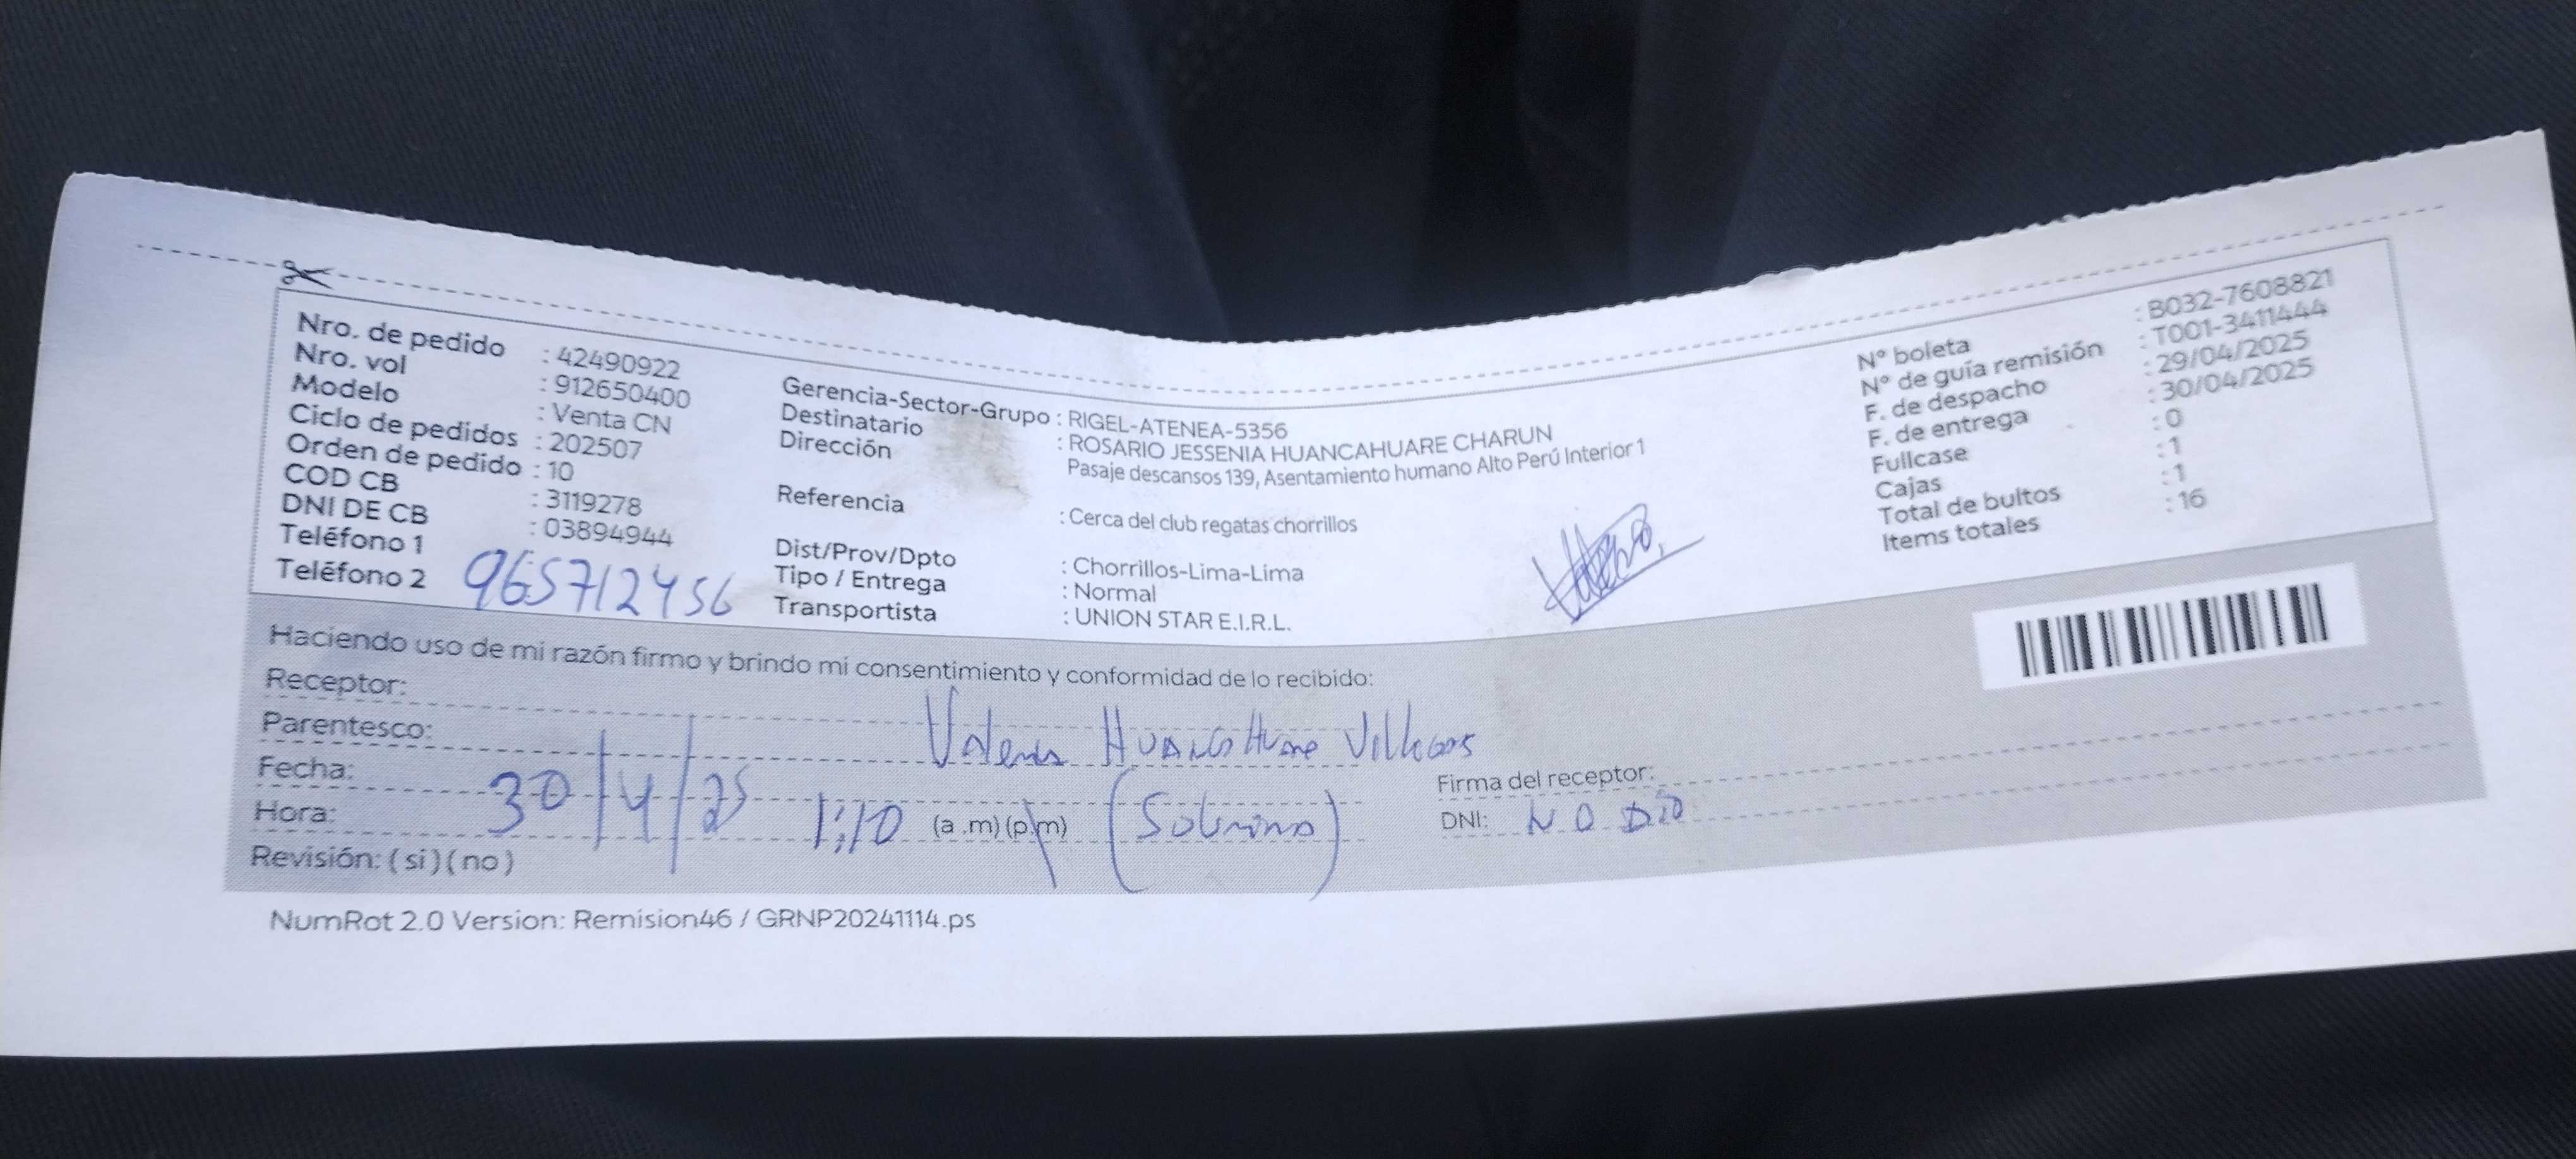 Nro. de pedido : 42490922
Nro. vol : 912650400
Modelo : Venta CN
Ciclo de pedidos : 202507
Orden de pedido : 10
COD CB : 3119278
DNI DE CB : 03894944
Teléfono 1
Teléfono 2 965712456
Gerencia-Sector-Grupo : RIGEL-ATENEA-5356
Destinatario : ROSARIO JESSENIA HUANCAHUARE CHARUN
Dirección Pasaje descansos 139, Asentamiento humano Alto Perú Interior 1
Referencia : Cerca del club regatas chorrillos
Dist/Prov/Dpto : Chorrillos-Lima-Lima
Tipo / Entrega : Normal
Transportista : UNION STAR E.I.R.L.
N° boleta : B032-7608821
N° de guía remisión : T001-3411444
F. de despacho : 29/04/2025
F. de entrega : 30/04/2025
Fullcase : 0
Cajas : 1
Total de bultos : 1
Items totales : 16
Haciendo uso de mi razón firmo y brindo mi consentimiento y conformidad de lo recibido:
Receptor:
Parentesco: Huancahuare Villegas
Fecha: 30/4/25
Hora: 1:10 (a .m) (p.m) (Sobrina)
Revisión: ( si ) ( no )
Firma del receptor:
DNI: NO DIO
NumRot 2.0 Version: Remision46 / GRNP20241114.ps